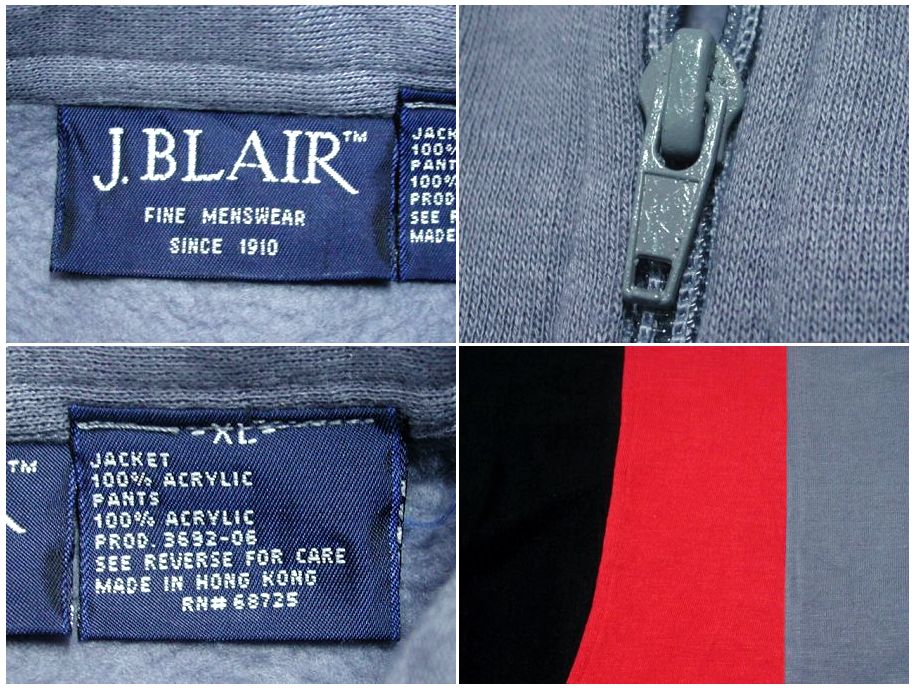 J. BLAIR™
FINE MENSWEAR
SINCE 1910
JACK
100%
PANT
100%
PROD
SEE
MADE
TM
-XL-
JACKET
100% ACRYLIC
PANTS
100% ACRYLIC
PROD. 3692-06
SEE REVERSE FOR CARE
MADE IN HONG KONG
RN# 68725